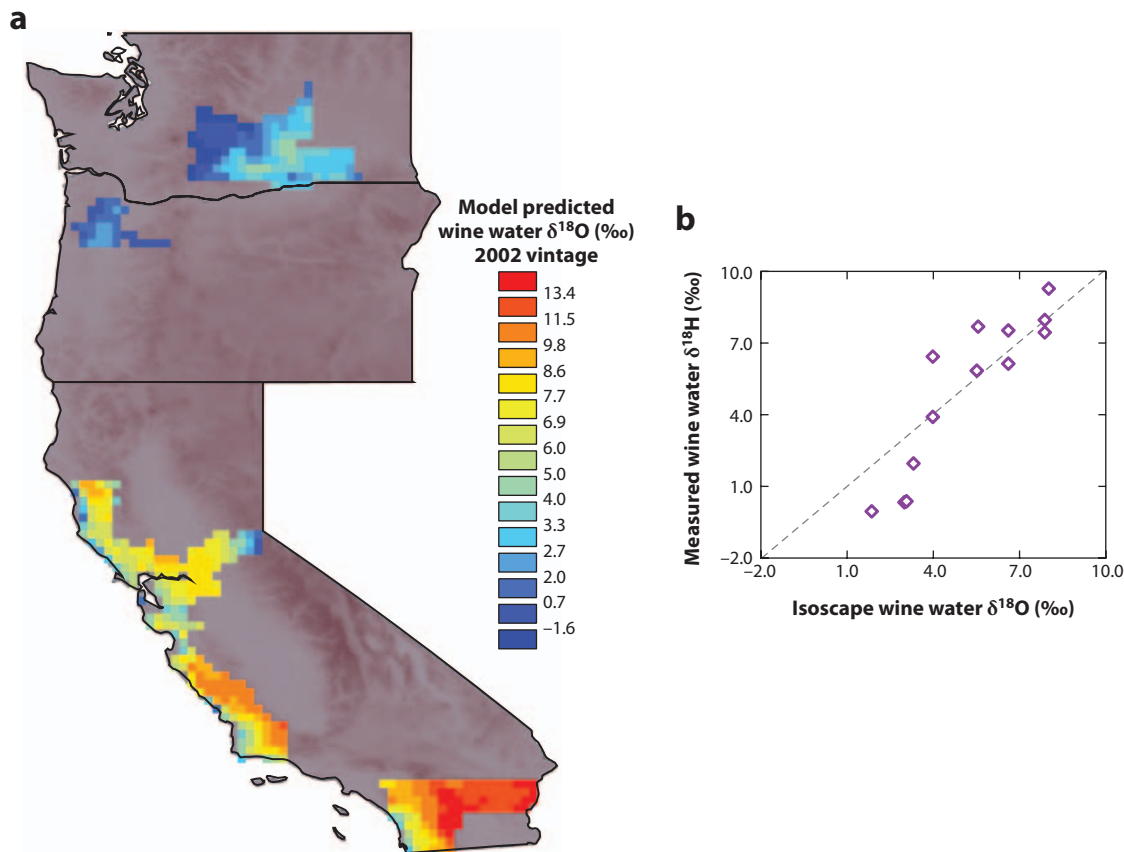 a
Model predicted
wine water δ¹⁸O (‰)
2002 vintage
13.4
11.5
9.8
8.6
7.7
6.9
6.0
5.0
4.0
3.3
2.7
2.0
0.7
–1.6
b
Measured wine water δ¹⁸H (‰)
10.0
7.0
4.0
1.0
–2.0
–2.0 1.0 4.0 7.0 10.0
Isoscape wine water δ¹⁸O (‰)